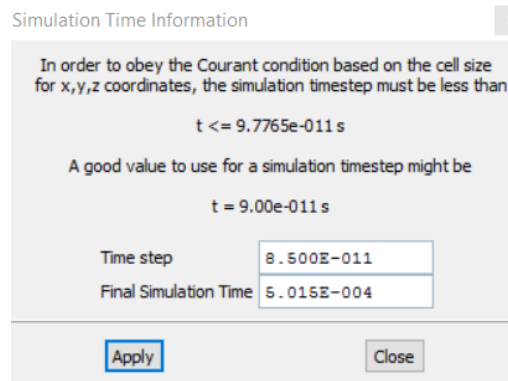 Simulation Time Information
In order to obey the Courant condition based on the cell size
for x,y,z coordinates, the simulation timestep must be less than
t <= 9.7765e-011 s
A good value to use for a simulation timestep might be
t = 9.00e-011 s
Time step 8.500E-011
Final Simulation Time 5.015E-004
Apply Close